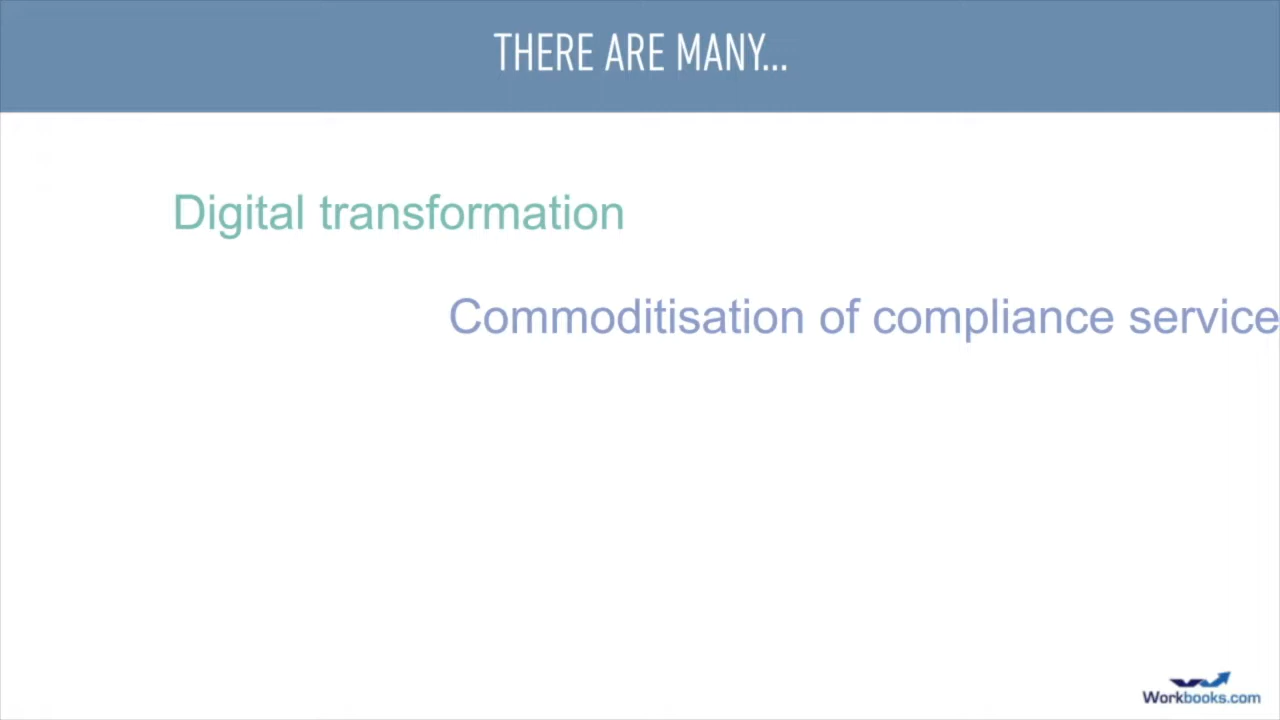 THERE ARE MANY...
Digital transformation
Commoditisation of compliance service
Workbooks.com